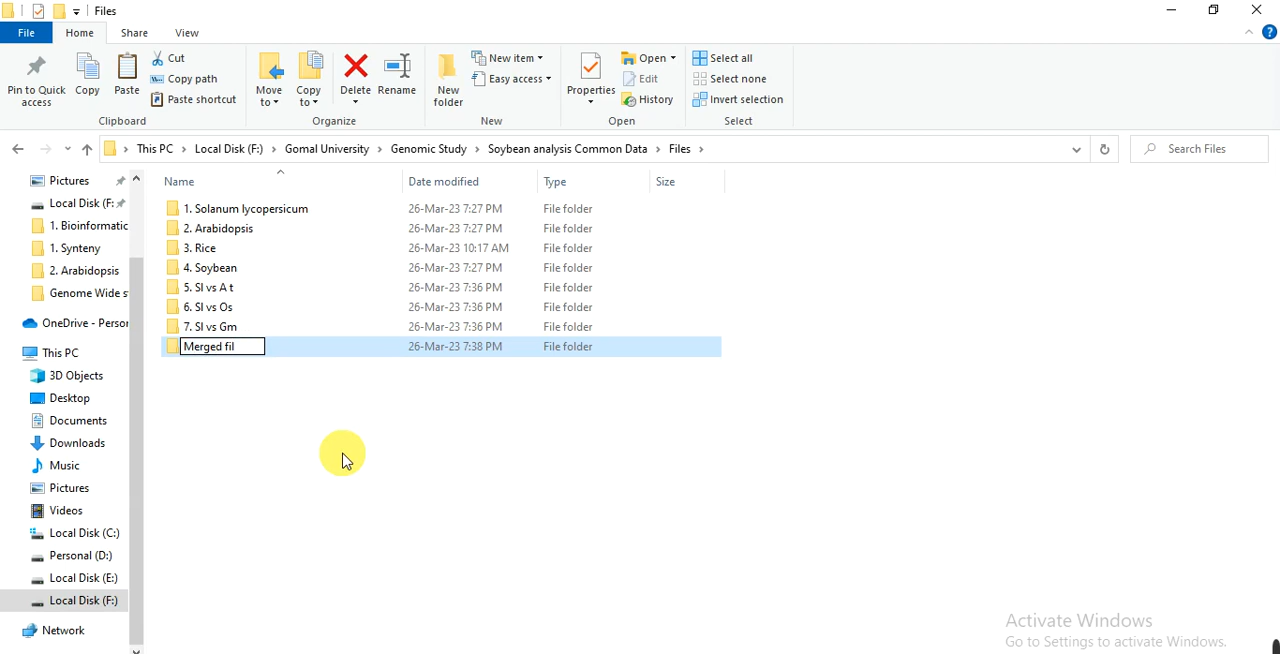 Files
File Home Share View
Pin to Quick access
Copy
Paste
Cut
Copy path
Paste shortcut
Clipboard
Move to
Copy to
Delete
Rename
Organize
New folder
New item
Easy access
New
Properties
Open
Edit
History
Open
Select all
Select none
Invert selection
Select
This PC > Local Disk (F:) > Gomal University > Genomic Study > Soybean analysis Common Data > Files >
Search Files
Pictures
Local Disk (F:
1. Bioinformatic
1. Synteny
2. Arabidopsis
Genome Wide s
OneDrive - Person
This PC
3D Objects
Desktop
Documents
Downloads
Music
Pictures
Videos
Local Disk (C:)
Personal (D:)
Local Disk (E:)
Local Disk (F:)
Network
Name Date modified Type Size
1. Solanum lycopersicum 26-Mar-23 7:27 PM File folder
2. Arabidopsis 26-Mar-23 7:27 PM File folder
3. Rice 26-Mar-23 10:17 AM File folder
4. Soybean 26-Mar-23 7:27 PM File folder
5. Sl vs A t 26-Mar-23 7:36 PM File folder
6. Sl vs Os 26-Mar-23 7:36 PM File folder
7. Sl vs Gm 26-Mar-23 7:36 PM File folder
Merged fil 26-Mar-23 7:38 PM File folder
Activate Windows
Go to Settings to activate Windows.